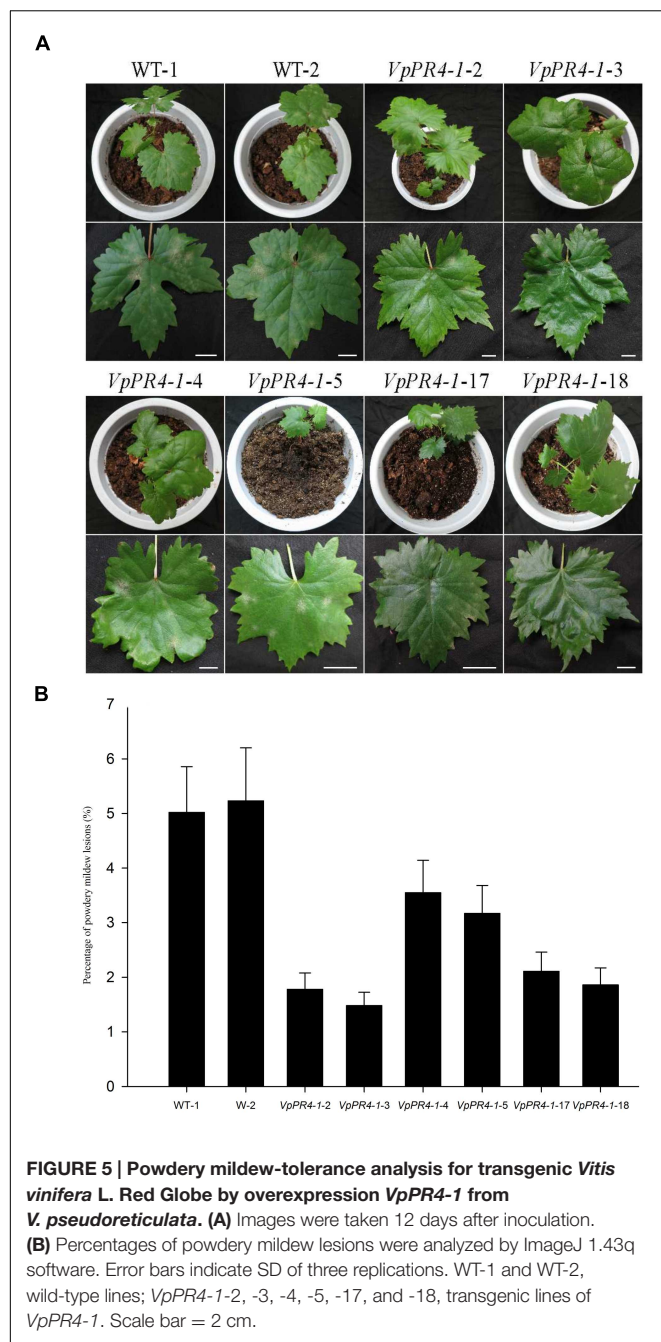 A
WT-1 WT-2 VpPR4-1-2 VpPR4-1-3
VpPR4-1-4 VpPR4-1-5 VpPR4-1-17 VpPR4-1-18
B
Percentage of powdery mildew lesions (%)
7
6
5
4
3
2
1
0
WT-1 W-2 VpPR4-1-2 VpPR4-1-3 VpPR4-1-4 VpPR4-1-5 VpPR4-1-17 VpPR4-1-18
FIGURE 5 | Powdery mildew-tolerance analysis for transgenic Vitis
vinifera L. Red Globe by overexpression VpPR4-1 from
V. pseudoreticulata. (A) Images were taken 12 days after inoculation.
(B) Percentages of powdery mildew lesions were analyzed by ImageJ 1.43q
software. Error bars indicate SD of three replications. WT-1 and WT-2,
wild-type lines; VpPR4-1-2, -3, -4, -5, -17, and -18, transgenic lines of
VpPR4-1. Scale bar = 2 cm.